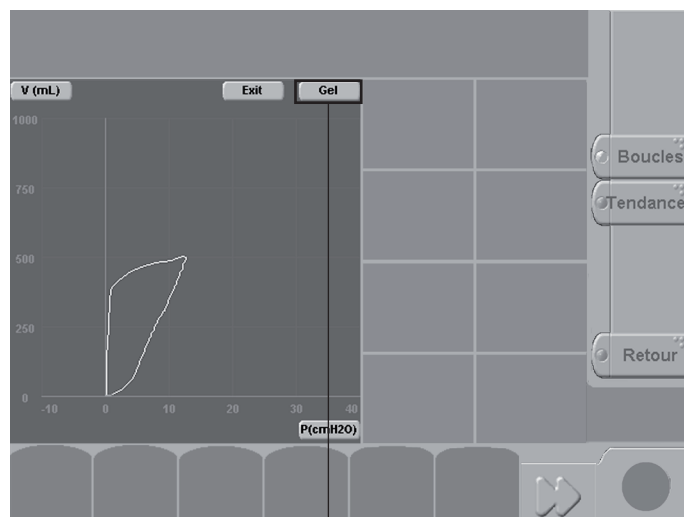 V (mL)
Exit
Gel
1000
750
500
250
0
-10 0 10 20 30 40
P(cmH2O)
Boucles
Tendance
Retour